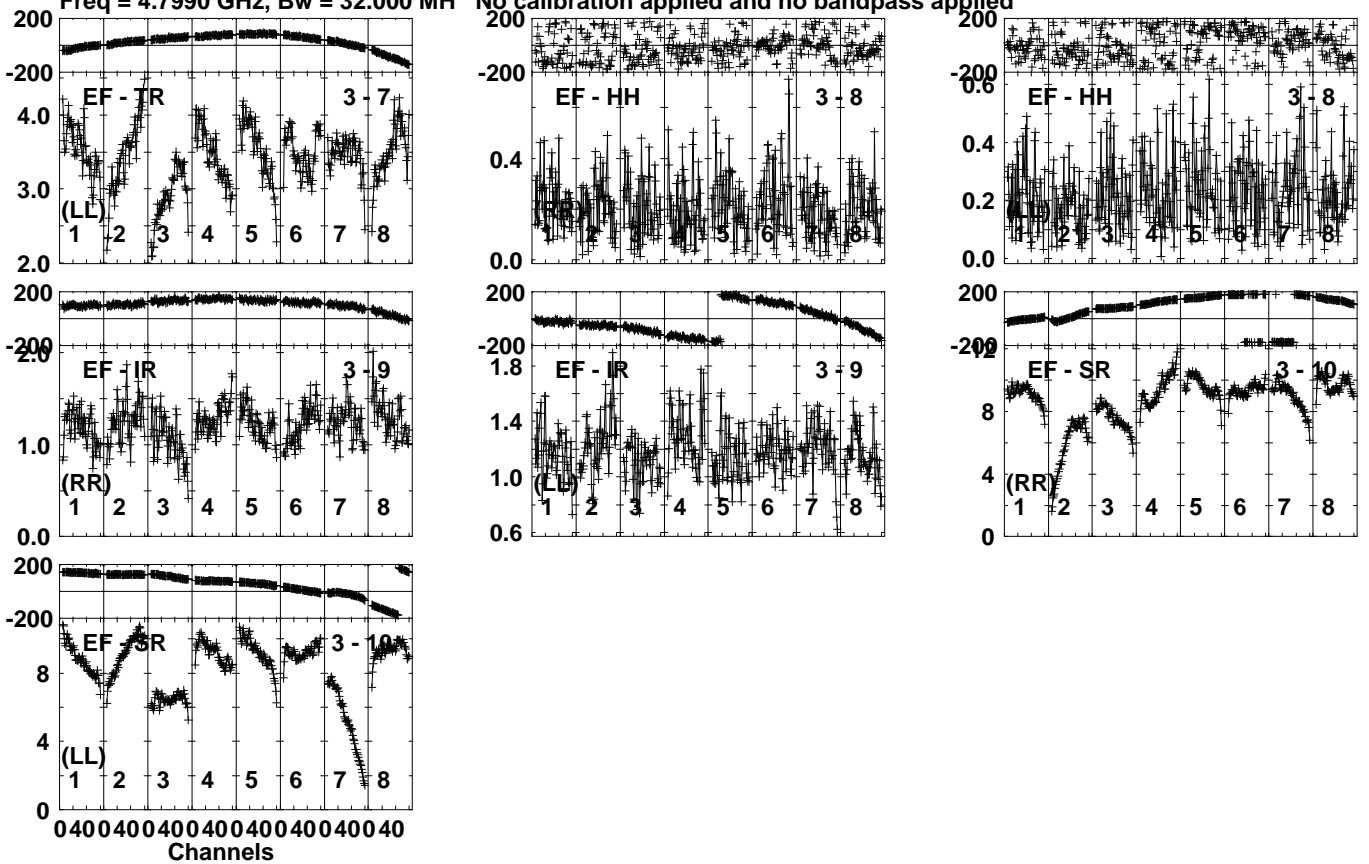 Freq = 4.7990 GHz, Bw = 32.000 MH No calibration applied and no bandpass applied
200
-200
EF - TR 3 - 7
4.0
3.0
2.0
(LL)
1 2 3 4 5 6 7 8
200
-200
EF - HH 3 - 8
0.4
0.0
(RR)
1 2 3 4 5 6 7 8
200
-200
0.6
EF - HH 3 - 8
0.4
0.2
0.0
(LL)
1 2 3 4 5 6 7 8
200
-200
2.0
EF - IR 3 - 9
1.0
0.0
(RR)
1 2 3 4 5 6 7 8
200
-200
1.8
EF - IR 3 - 9
1.4
1.0
0.6
(LL)
1 2 3 4 5 6 7 8
200
-200
12
EF - SR 3 - 10
8
4
0
(RR)
1 2 3 4 5 6 7 8
200
-200
EF - SR 3 - 10
8
4
0
(LL)
1 2 3 4 5 6 7 8
0 40 0 40 0 40 0 40 0 40 0 40 0 40 0 40
Channels